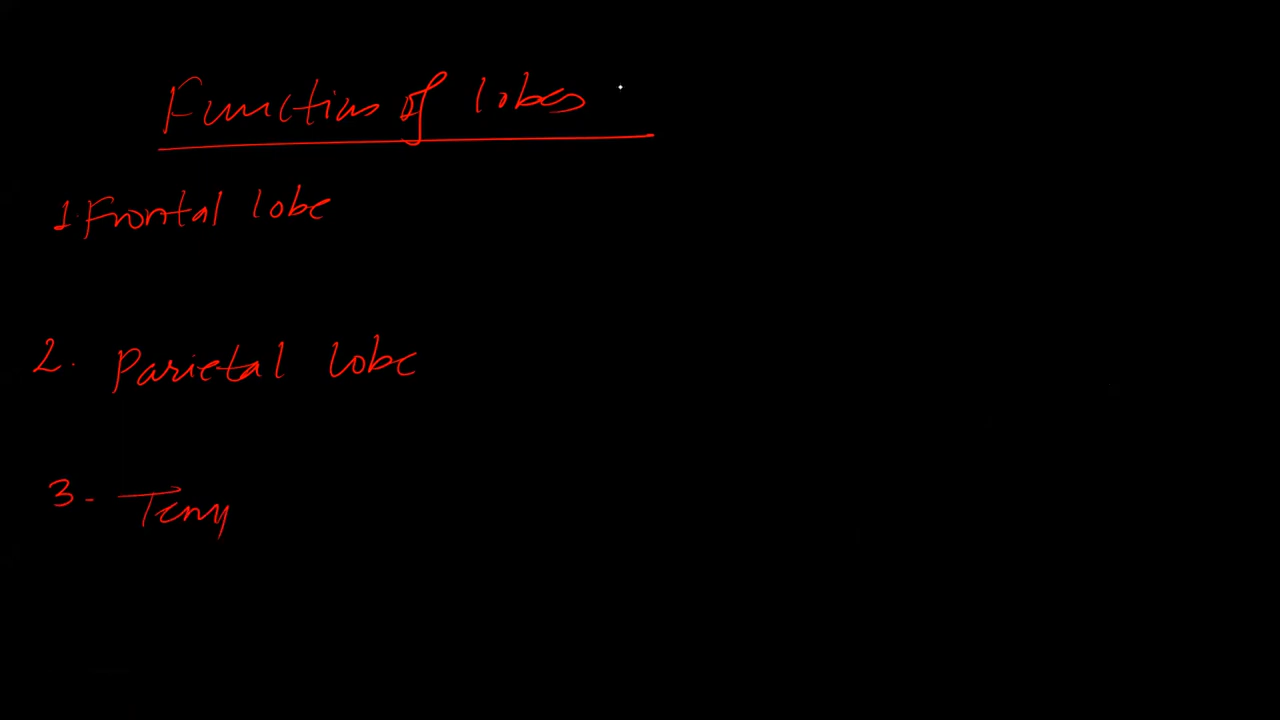 Functions of lobes
1. Frontal lobe
2. Parietal lobe
3- Temp